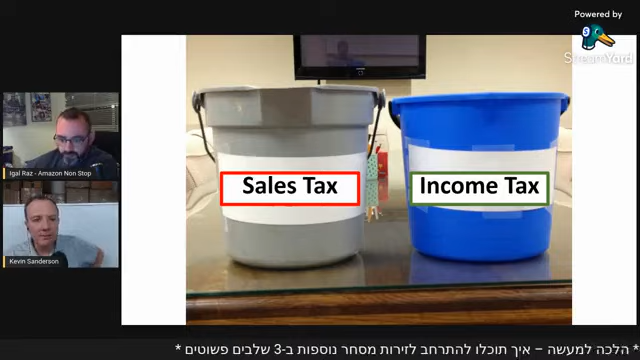 Powered by
StreamYard
Sales Tax
Income Tax
Igal Raz - Amazon Non Stop
Kevin Sanderson
* הלכה למעשה – איך תוכלו להתרחב לזירות מסחר נוספות ב-3 שלבים פשוטים *